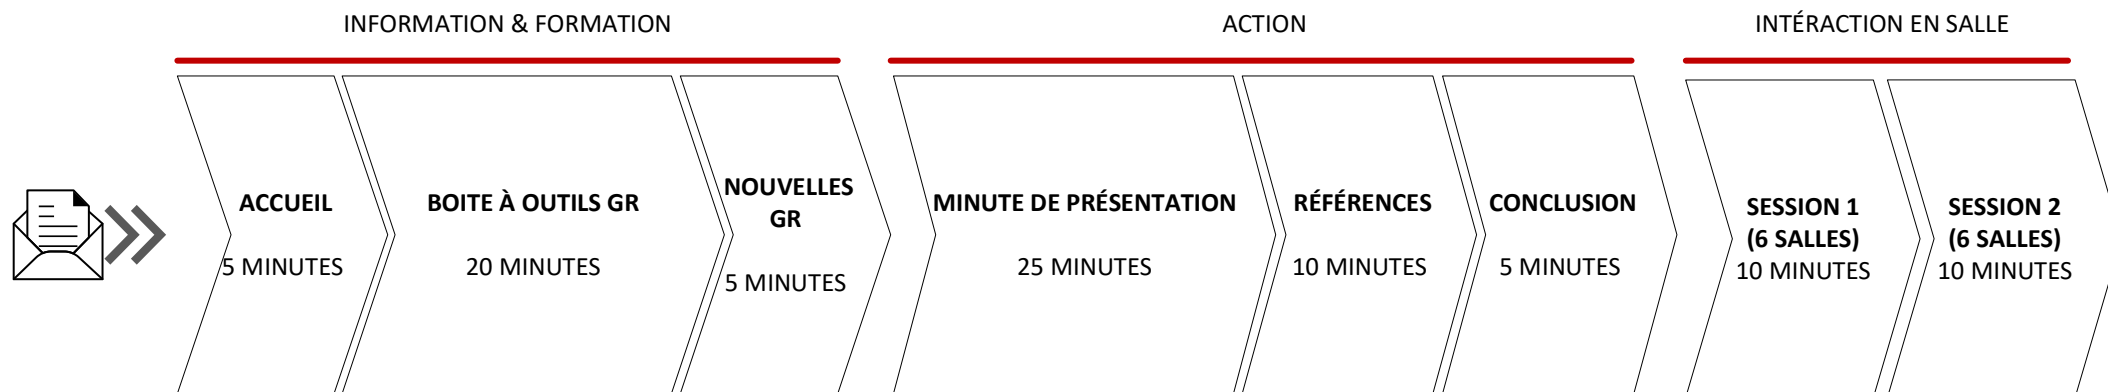 INFORMATION & FORMATION
ACTION
INTÉRACTION EN SALLE
ACCUEIL
5 MINUTES
BOITE À OUTILS GR
20 MINUTES
NOUVELLES
GR
5 MINUTES
MINUTE DE PRÉSENTATION
25 MINUTES
RÉFÉRENCES
10 MINUTES
CONCLUSION
5 MINUTES
SESSION 1
(6 SALLES)
10 MINUTES
SESSION 2
(6 SALLES)
10 MINUTES